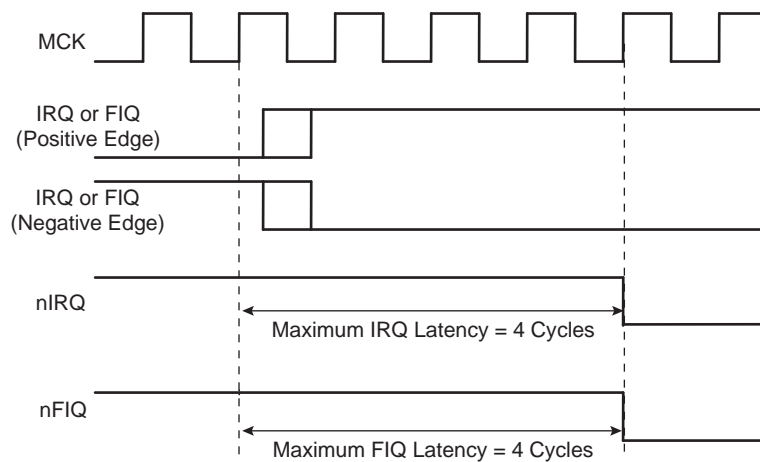 MCK
IRQ or FIQ
(Positive Edge)
IRQ or FIQ
(Negative Edge)
nIRQ
Maximum IRQ Latency = 4 Cycles
nFIQ
Maximum FIQ Latency = 4 Cycles